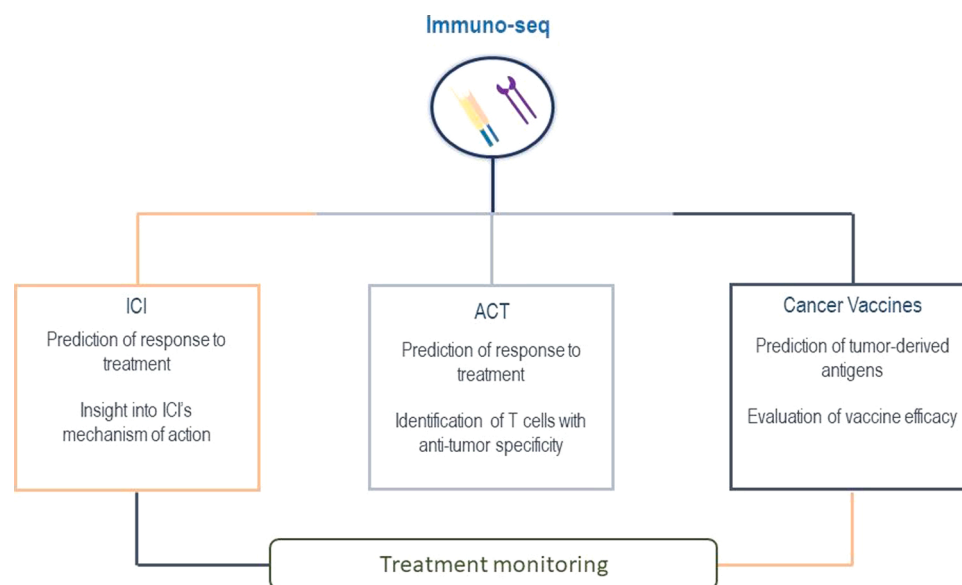 Immuno-seq
ICI
Prediction of response to
treatment
Insight into ICI's
mechanism of action
ACT
Prediction of response to
treatment
Identification of T cells with
anti-tumor specificity
Cancer Vaccines
Prediction of tumor-derived
antigens
Evaluation of vaccine efficacy
Treatment monitoring